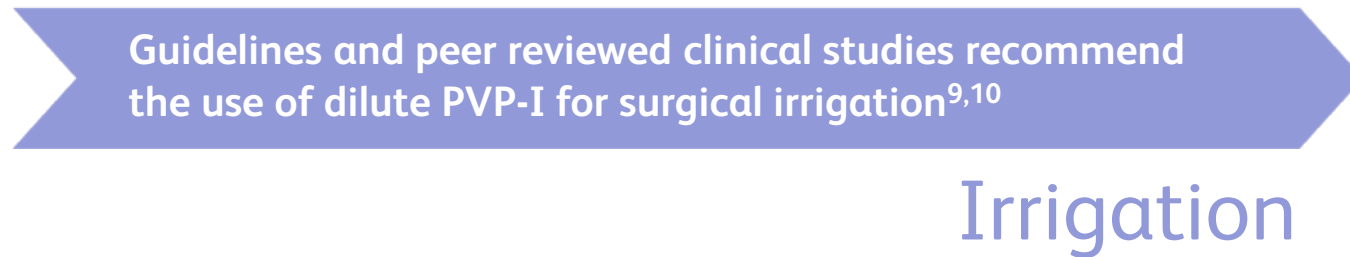 Guidelines and peer reviewed clinical studies recommend
the use of dilute PVP-I for surgical irrigation9,10
Irrigation